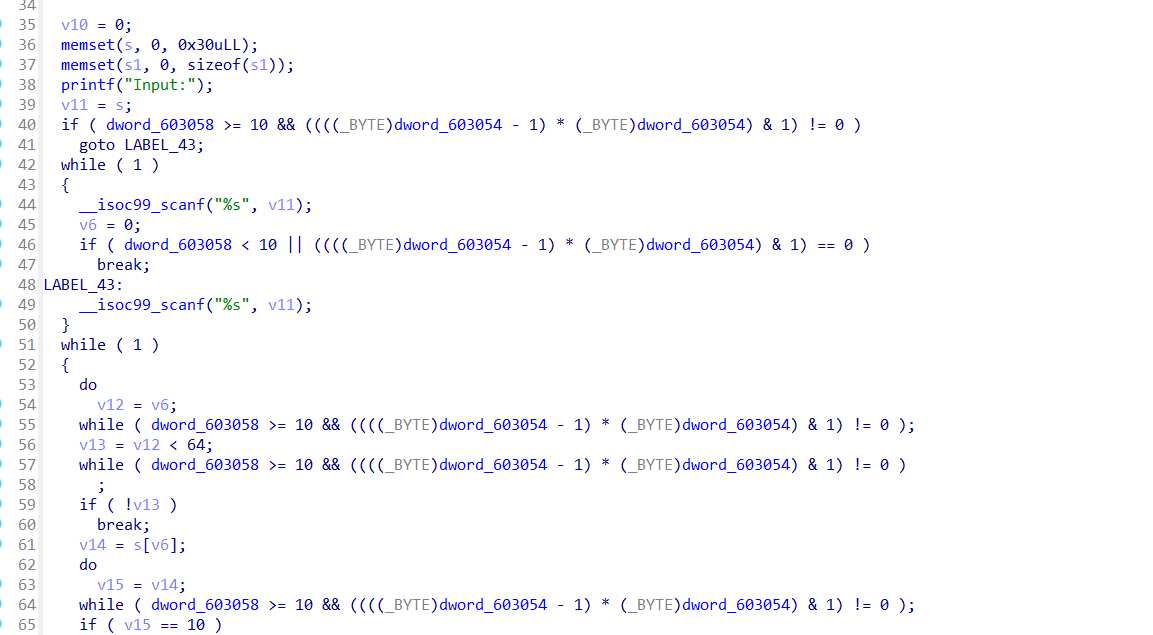 34
35   v10 = 0;
36   memset(s, 0, 0x30uLL);
37   memset(s1, 0, sizeof(s1));
38   printf("Input:");
39   v11 = s;
40   if ( dword_603058 >= 10 && ((((_BYTE)dword_603054 - 1) * (_BYTE)dword_603054) & 1) != 0 )
41     goto LABEL_43;
42   while ( 1 )
43   {
44     __isoc99_scanf("%s", v11);
45     v6 = 0;
46     if ( dword_603058 < 10 || ((((_BYTE)dword_603054 - 1) * (_BYTE)dword_603054) & 1) == 0 )
47       break;
48 LABEL_43:
49     __isoc99_scanf("%s", v11);
50   }
51   while ( 1 )
52   {
53     do
54       v12 = v6;
55     while ( dword_603058 >= 10 && ((((_BYTE)dword_603054 - 1) * (_BYTE)dword_603054) & 1) != 0 );
56     v13 = v12 < 64;
57     while ( dword_603058 >= 10 && ((((_BYTE)dword_603054 - 1) * (_BYTE)dword_603054) & 1) != 0 )
58       ;
59     if ( !v13 )
60       break;
61     v14 = s[v6];
62     do
63       v15 = v14;
64     while ( dword_603058 >= 10 && ((((_BYTE)dword_603054 - 1) * (_BYTE)dword_603054) & 1) != 0 );
65     if ( v15 == 10 )